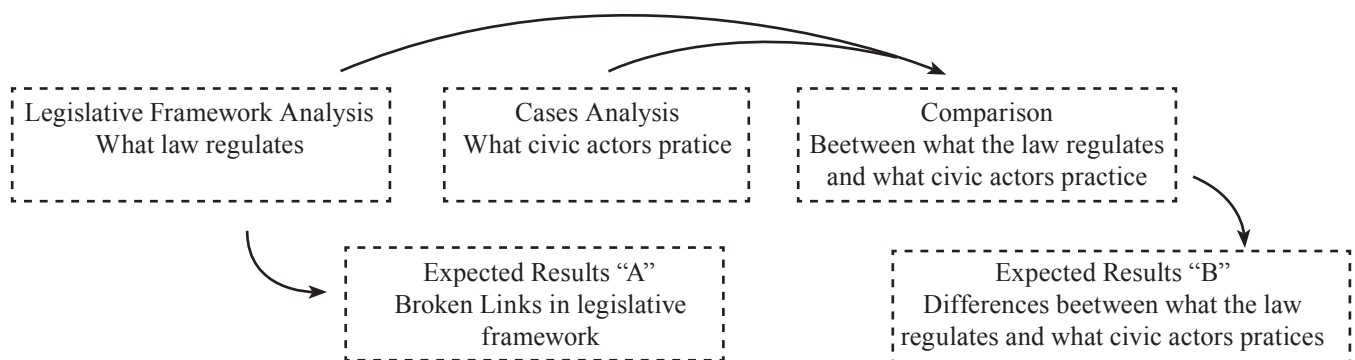 Legislative Framework Analysis
What law regulates
Cases Analysis
What civic actors pratice
Comparison
Beetween what the law regulates
and what civic actors practice
Expected Results “A”
Broken Links in legislative
framework
Expected Results “B”
Differences beetween what the law
regulates and what civic actors pratices